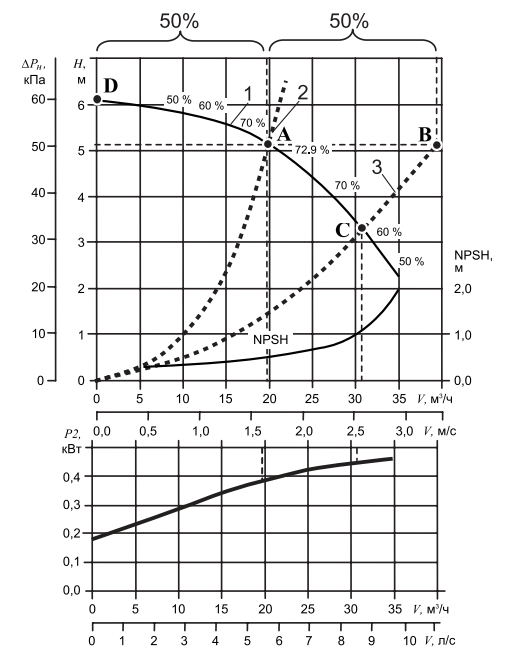 50% 50%
ΔPн, H,
кПа м
D
60 6 50 % 60 % 1 2
70 %
A B
50 5 72,9 %
40 4 70 % 3
C 60 %
30 3
50 % NPSH,
м
20 2 2,0
NPSH
10 1 1,0
0 0 0,0
0 5 10 15 20 25 30 35 V, м³/ч
0,0 0,5 1,0 1,5 2,0 2,5 3,0 V, м/с
P2,
кВт
0,4
0,3
0,2
0,1
0,0
0 5 10 15 20 25 30 35 V, м³/ч
0 1 2 3 4 5 6 7 8 9 10 V, л/с